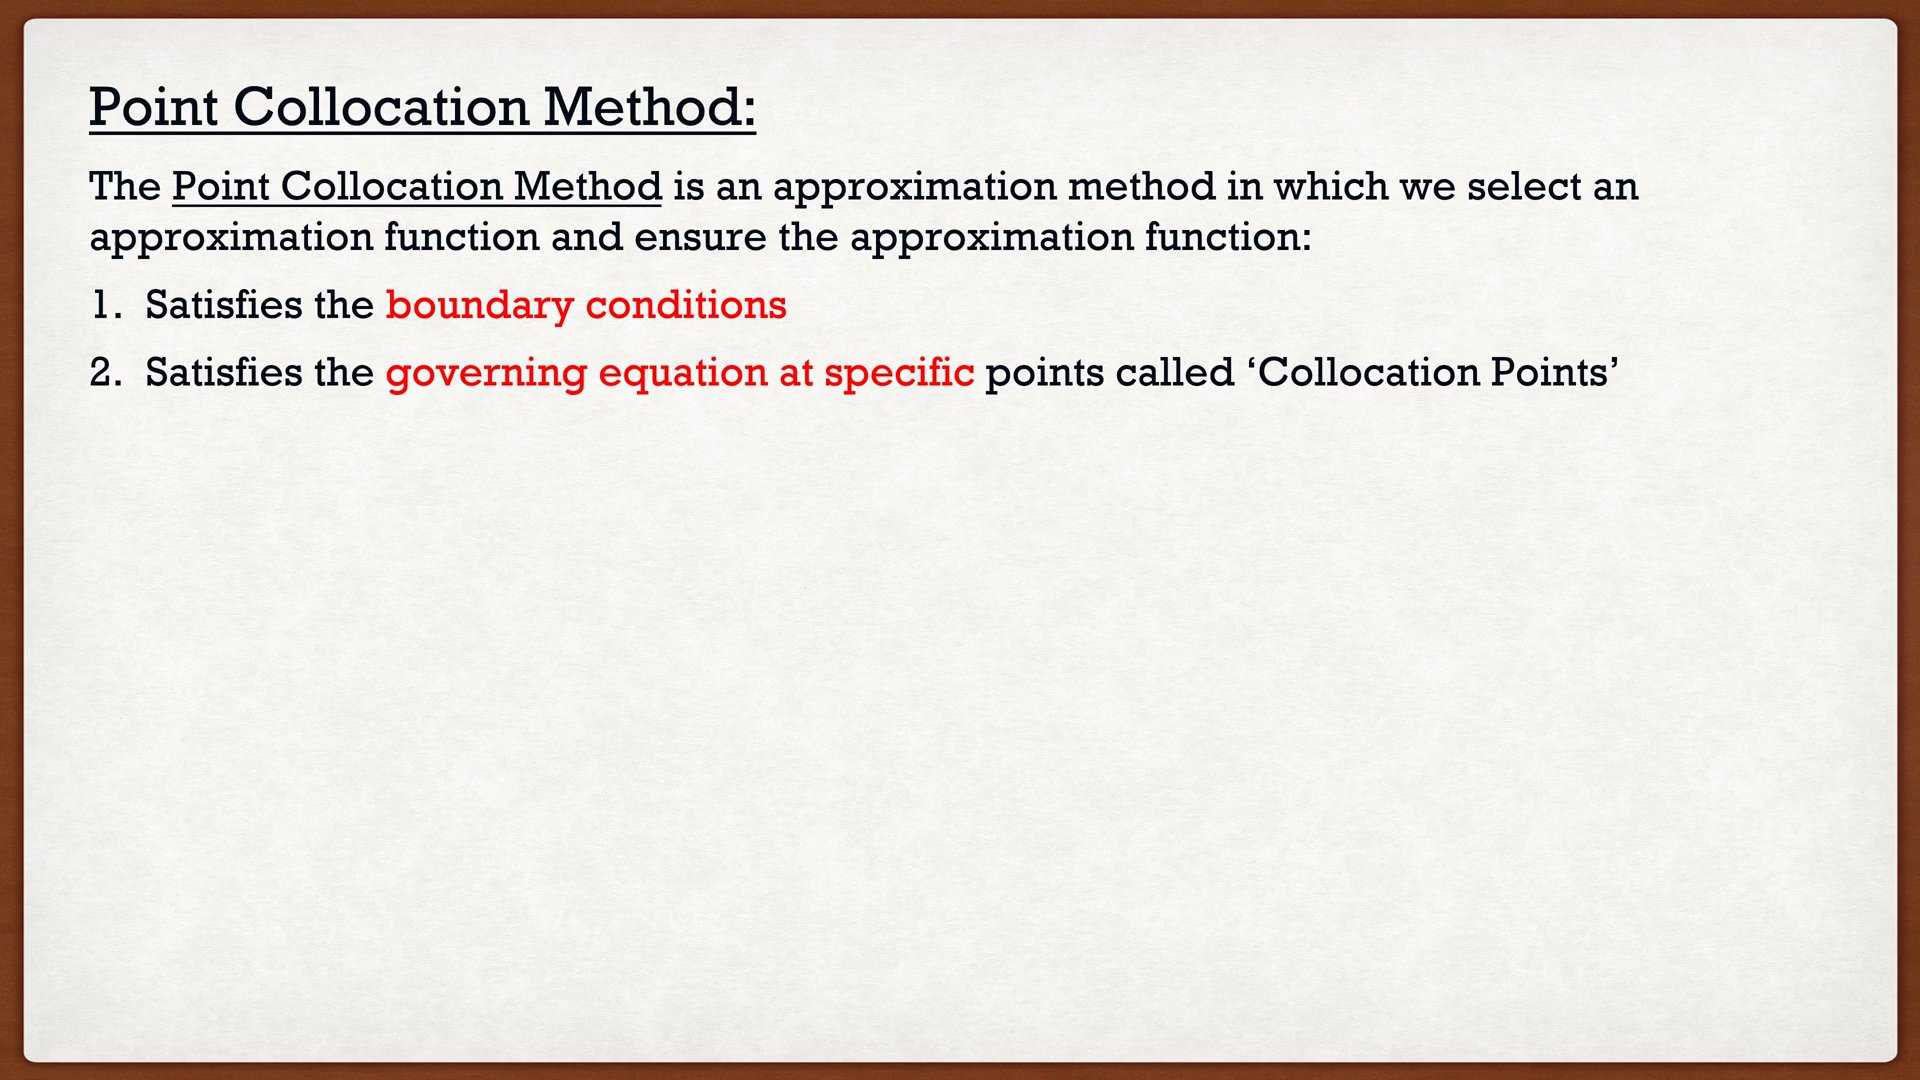 Point Collocation Method:
The Point Collocation Method is an approximation method in which we select an
approximation function and ensure the approximation function:
1. Satisfies the boundary conditions
2. Satisfies the governing equation at specific points called ‘Collocation Points’